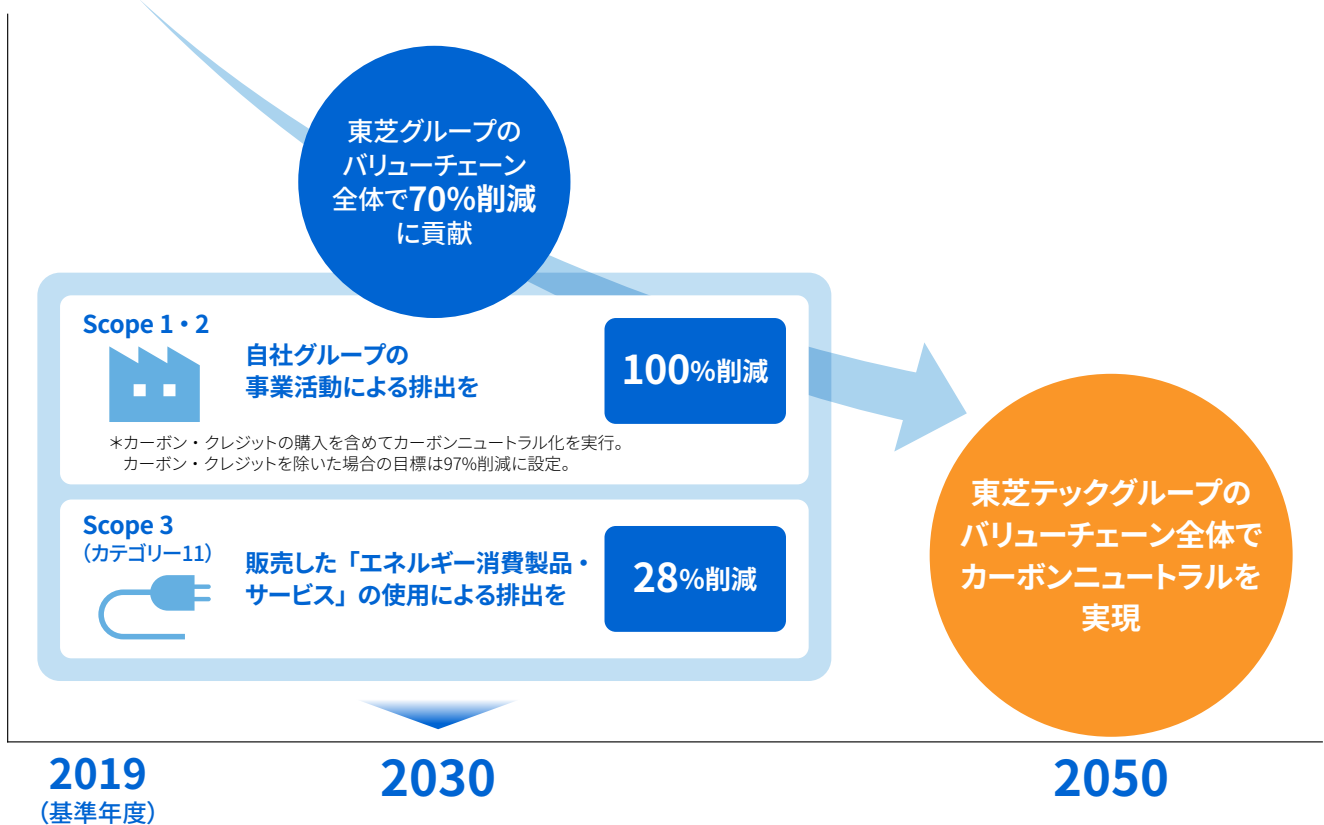 東芝グループの
バリューチェーン
全体で70%削減
に貢献
Scope 1・2
自社グループの
事業活動による排出を
100%削減
＊カーボン・クレジットの購入を含めてカーボンニュートラル化を実行。
カーボン・クレジットを除いた場合の目標は97%削減に設定。
Scope 3
（カテゴリー11）
販売した「エネルギー消費製品・
サービス」の使用による排出を
28%削減
東芝テックグループの
バリューチェーン全体で
カーボンニュートラルを
実現
2019
（基準年度）
2030
2050